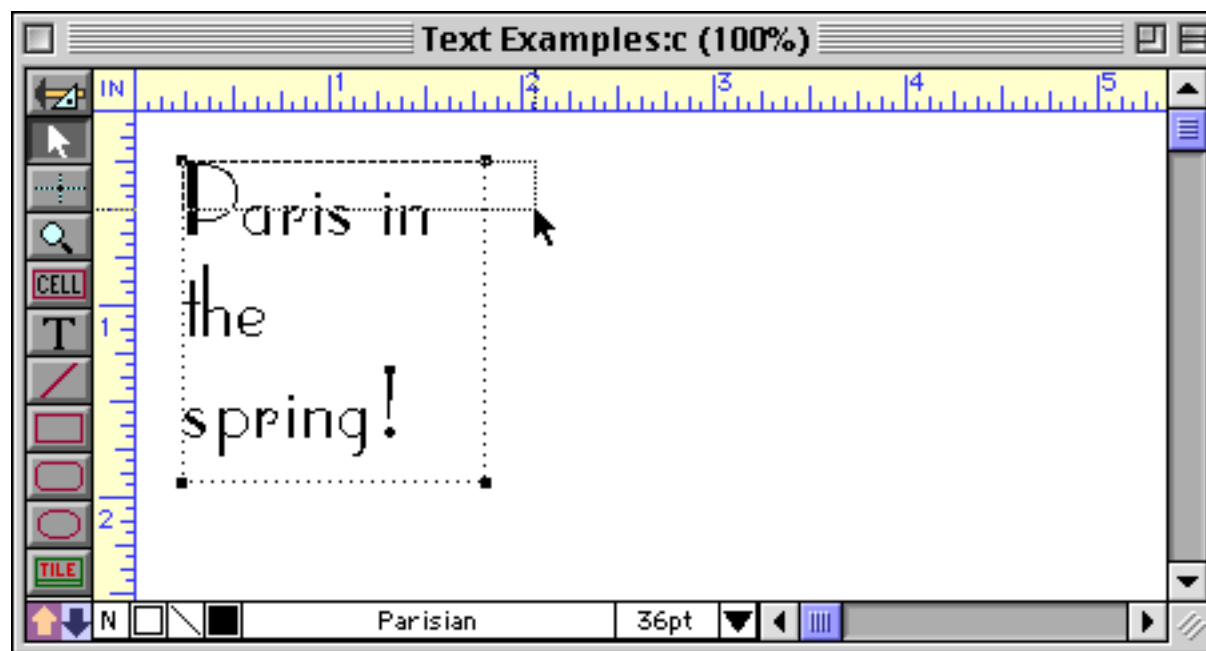 Text Examples:c (100%)
IN 1 2 3 4 5
Paris in
the
CELL
T 1
spring!
2
TILE
N Parisian 36pt